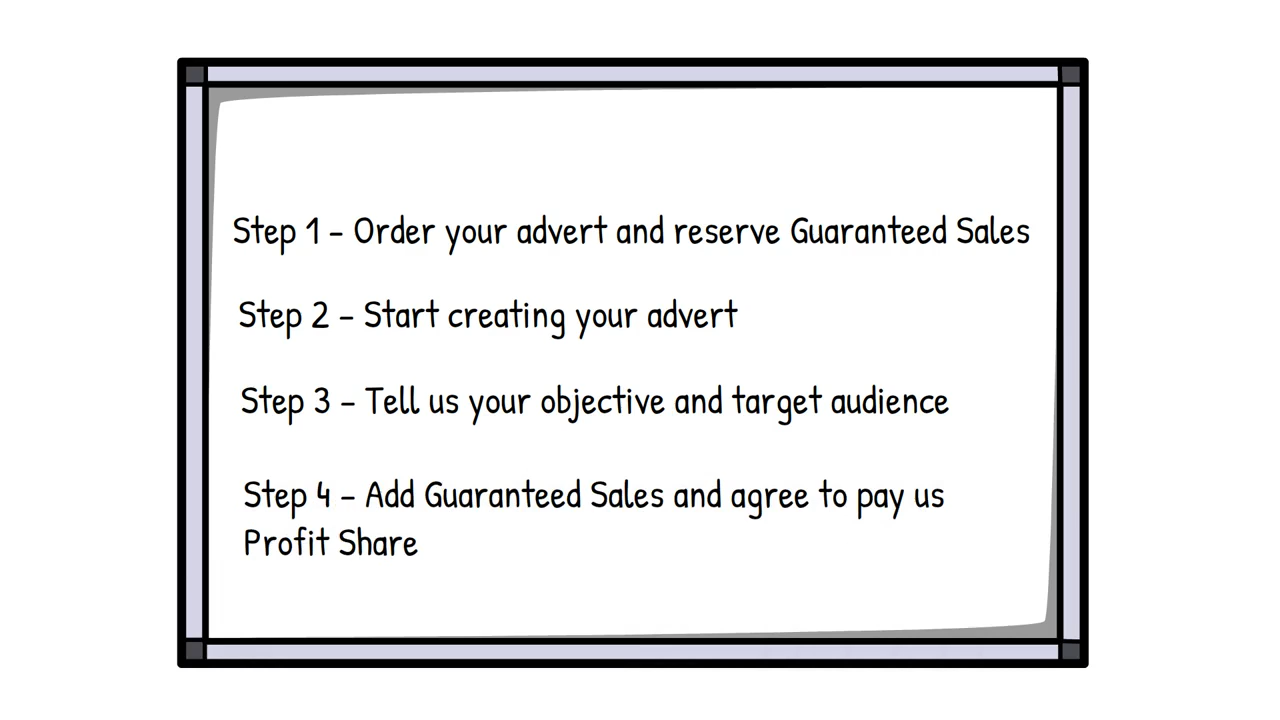 Step 1 – Order your advert and reserve Guaranteed Sales
Step 2 – Start creating your advert
Step 3 – Tell us your objective and target audience
Step 4 – Add Guaranteed Sales and agree to pay us
Profit Share